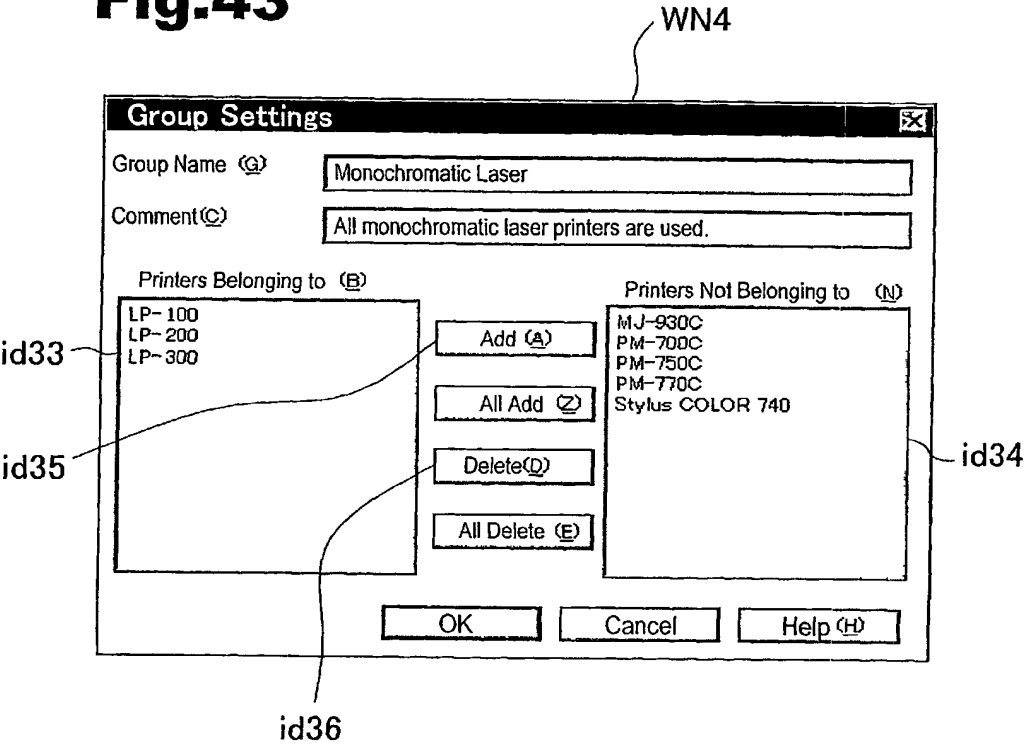 Fig.43
WN4
Group Settings
Group Name (G)
Monochromatic Laser
Comment(C)
All monochromatic laser printers are used.
Printers Belonging to (B)
Printers Not Belonging to (N)
LP-100
LP-200
LP-300
id33
Add (A)
All Add (Z)
Delete(D)
All Delete (E)
MJ-930C
PM-700C
PM-750C
PM-770C
Stylus COLOR 740
id35
id34
OK
Cancel
Help (H)
id36